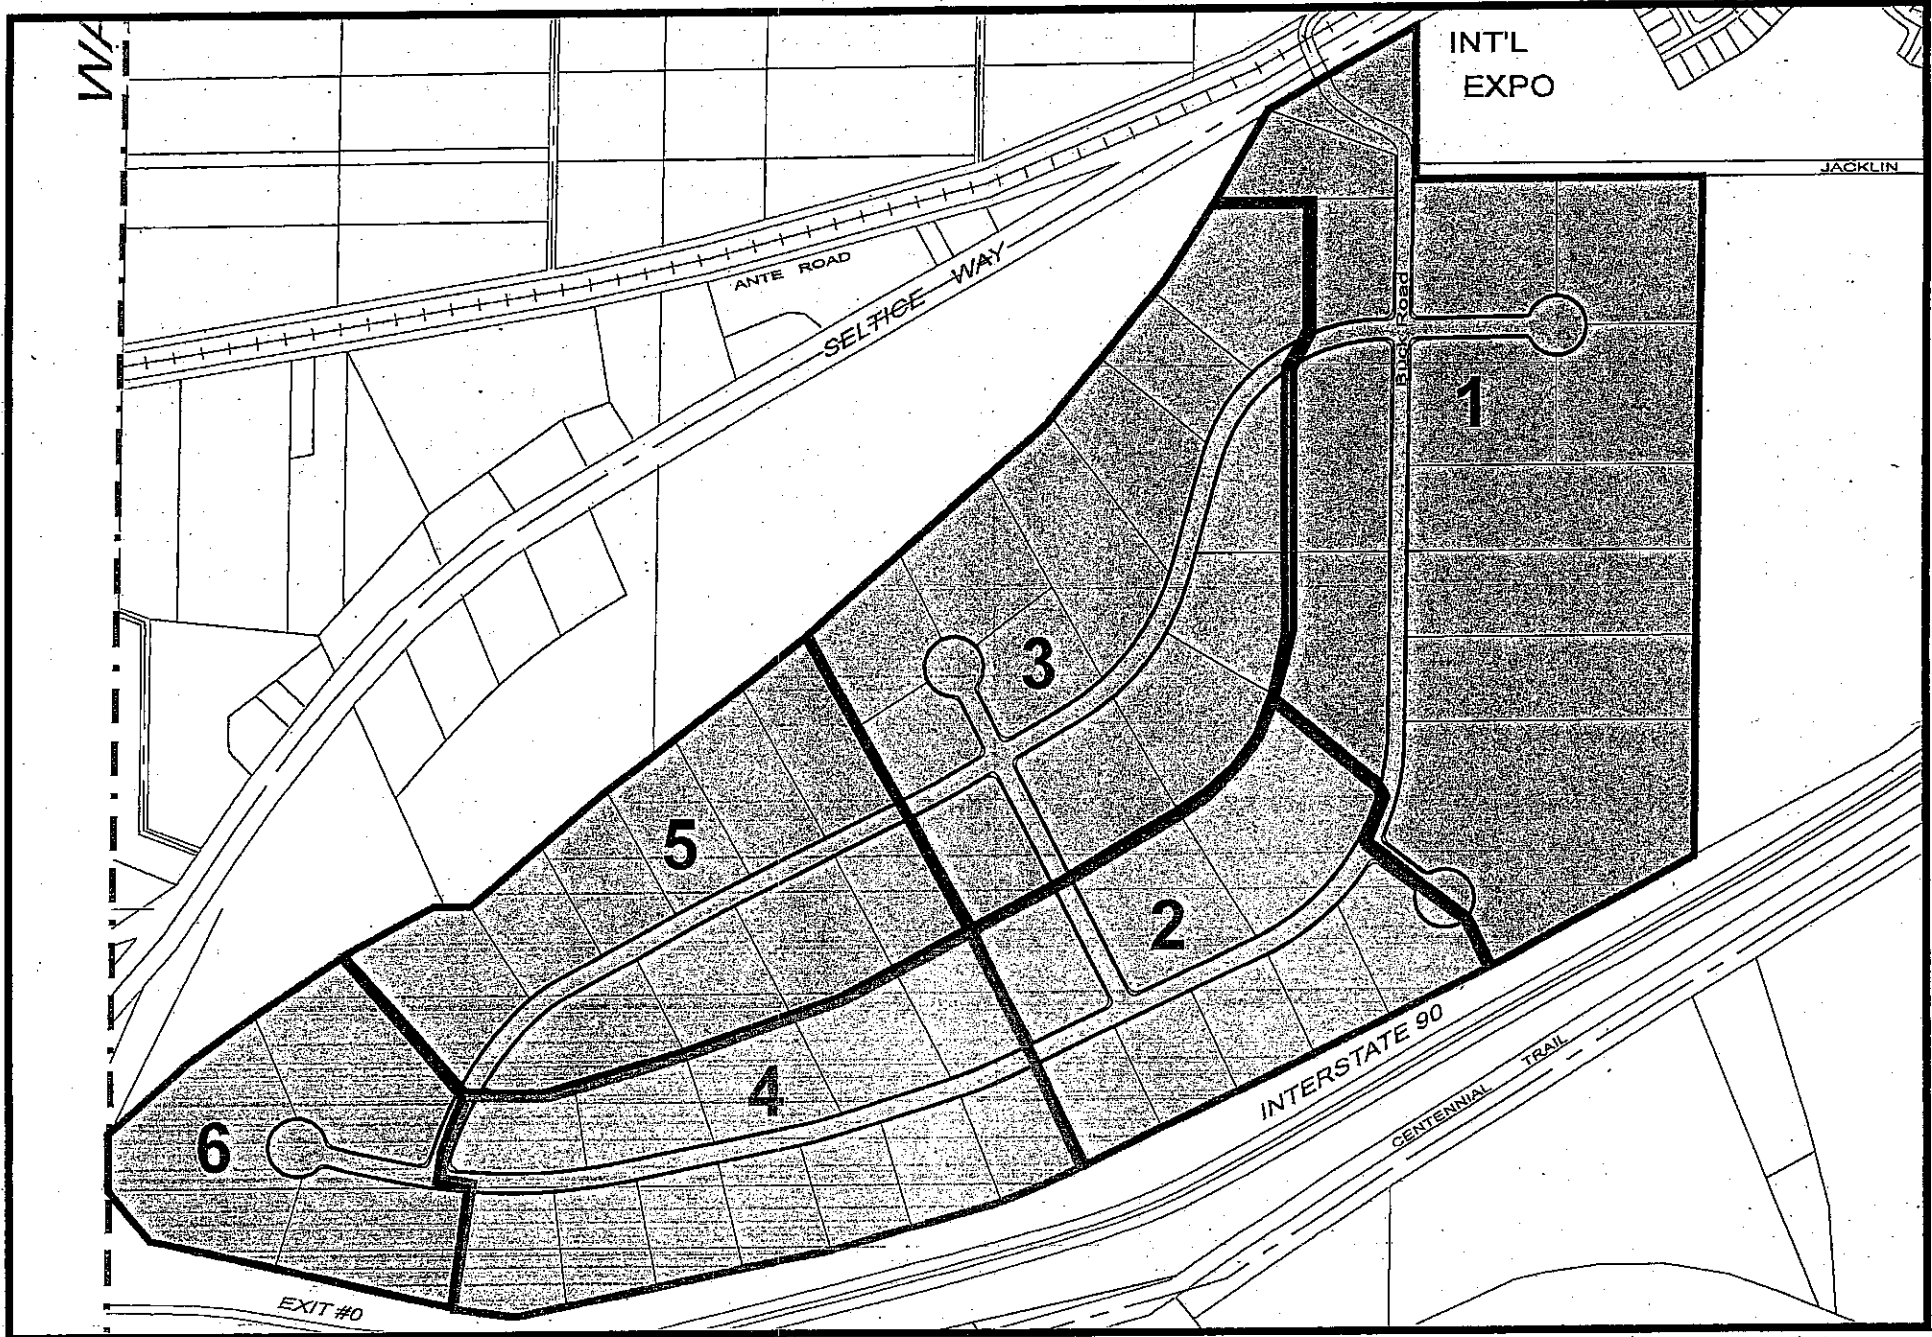 WA
INT'L
EXPO
JACKLIN
ANTE ROAD
SELTICE WAY
Buck Road
1
3
5
2
4
6
INTERSTATE 90
CENTENNIAL TRAIL
EXIT #0